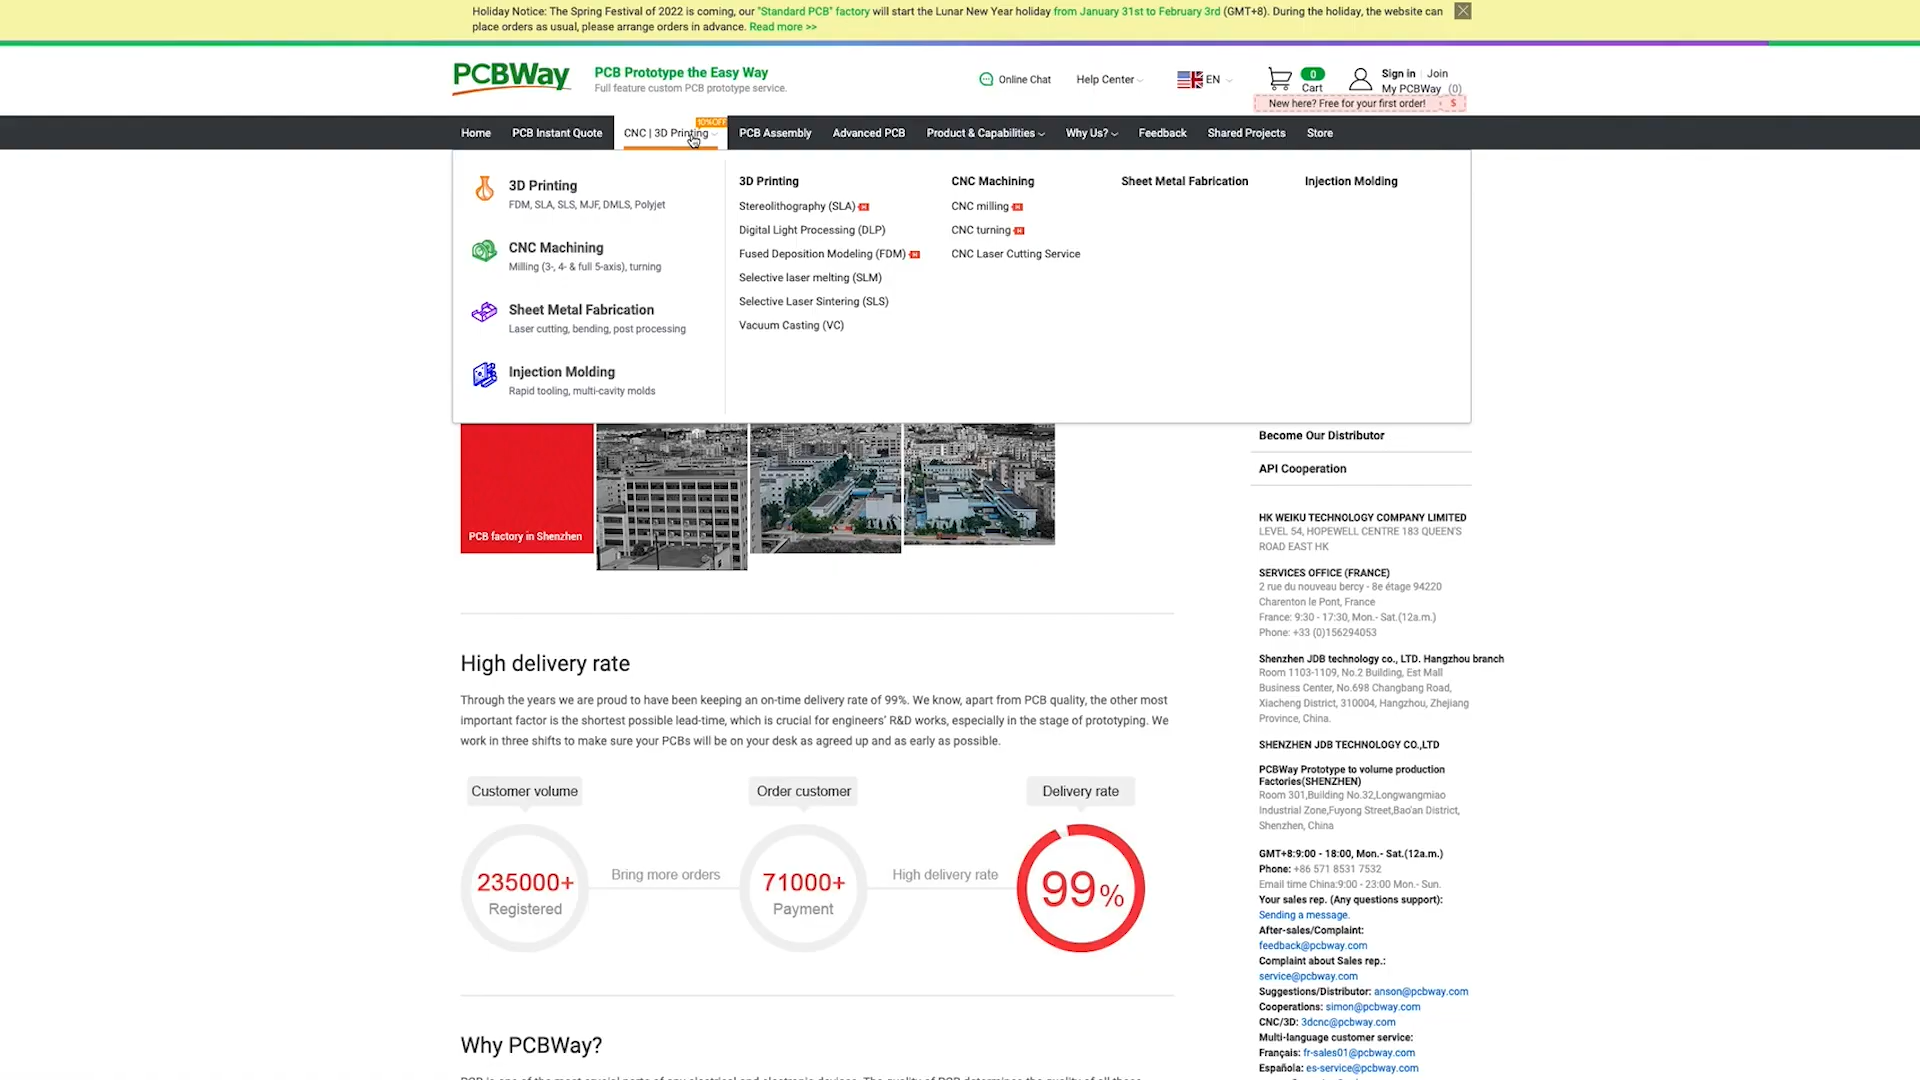 Holiday Notice: The Spring Festival of 2022 is coming, our "Standard PCB" factory will start the Lunar New Year holiday from January 31st to February 3rd (GMT+8). During the holiday, the website can
place orders as usual, please arrange orders in advance. Read more >>
PCBWay
PCB Prototype the Easy Way
Full feature custom PCB prototype service.
Online Chat
Help Center
EN
0
Cart
Sign in
Join
My PCBWay (0)
New here? Free for your first order!
$
10%OFF
Home
PCB Instant Quote
CNC | 3D Printing
PCB Assembly
Advanced PCB
Product & Capabilities
Why Us?
Feedback
Shared Projects
Store
3D Printing
FDM, SLA, SLS, MJF, DMLS, Polyjet
CNC Machining
Milling (3-, 4- & full 5-axis), turning
Sheet Metal Fabrication
Laser cutting, bending, post processing
Injection Molding
Rapid tooling, multi-cavity molds
3D Printing
Stereolithography (SLA)
Digital Light Processing (DLP)
Fused Deposition Modeling (FDM)
Selective laser melting (SLM)
Selective Laser Sintering (SLS)
Vacuum Casting (VC)
CNC Machining
CNC milling
CNC turning
CNC Laser Cutting Service
Sheet Metal Fabrication
Injection Molding
PCB factory in Shenzhen
High delivery rate
Through the years we are proud to have been keeping an on-time delivery rate of 99%. We know, apart from PCB quality, the other most
important factor is the shortest possible lead-time, which is crucial for engineers' R&D works, especially in the stage of prototyping. We
work in three shifts to make sure your PCBs will be on your desk as agreed up and as early as possible.
Customer volume
Order customer
Delivery rate
235000+
Registered
Bring more orders
71000+
Payment
High delivery rate
99%
Why PCBWay?
Become Our Distributor
API Cooperation
HK WEIKU TECHNOLOGY COMPANY LIMITED
LEVEL 54, HOPEWELL CENTRE 183 QUEEN'S
ROAD EAST HK
SERVICES OFFICE (FRANCE)
2 rue du nouveau bercy - 8e étage 94220
Charenton le Pont, France
France: 9:30 - 17:30, Mon.- Sat.(12a.m.)
Phone: +33 (0)156294053
Shenzhen JDB technology co., LTD. Hangzhou branch
Room 1103-1109, No.2 Building, Est Mall
Business Center, No.698 Changbang Road,
Xiacheng District, 310004, Hangzhou, Zhejiang
Province, China.
SHENZHEN JDB TECHNOLOGY CO.,LTD
PCBWay Prototype to volume production
Factories(SHENZHEN)
Room 301,Building No.32,Longwangmiao
Industrial Zone,Fuyong Street,Bao'an District,
Shenzhen, China
GMT+8:9:00 - 18:00, Mon.- Sat.(12a.m.)
Phone: +86 571 8531 7532
Email time China:9:00 - 23:00 Mon.- Sun.
Your sales rep. (Any questions support):
Sending a message.
After-sales/Complaint:
feedback@pcbway.com
Complaint about Sales rep.:
service@pcbway.com
Suggestions/Distributor: anson@pcbway.com
Cooperations: simon@pcbway.com
CNC/3D: 3dcnc@pcbway.com
Multi-language customer service:
Français: fr-sales01@pcbway.com
Española: es-service@pcbway.com